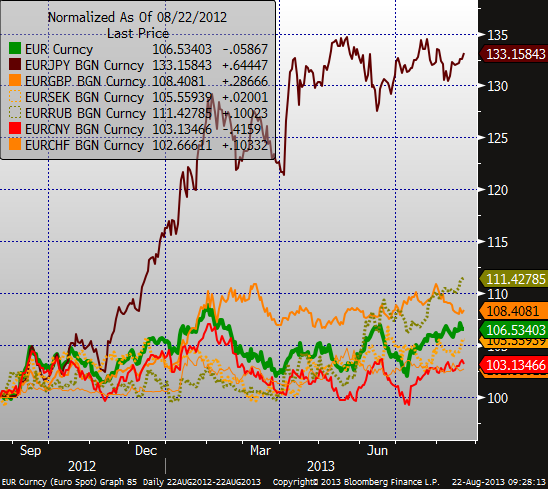 Normalized As Of 08/22/2012
Last Price
EUR Curncy 106.53403 -.05867
EURJPY BGN Curncy 133.15843 +.64447
EURGBP BGN Curncy 108.4081 +.28666
EURSEK BGN Curncy 105.55939 +.02001
EURRUB BGN Curncy 111.42785 +.10023
EURCNY BGN Curncy 103.13466 +.4159
EURCHF BGN Curncy 102.66611 +.10332
135
133.15843
130
125
120
115
111.42785
110
108.4081
106.53403
105.55939
105
103.13466
100
Sep Dec Mar Jun
2012 2013
EUR Curncy (Euro Spot) Graph 85 Daily 22AUG2012-22AUG2013 Copyright© 2013 Bloomberg Finance L.P. 22-Aug-2013 09:28:13